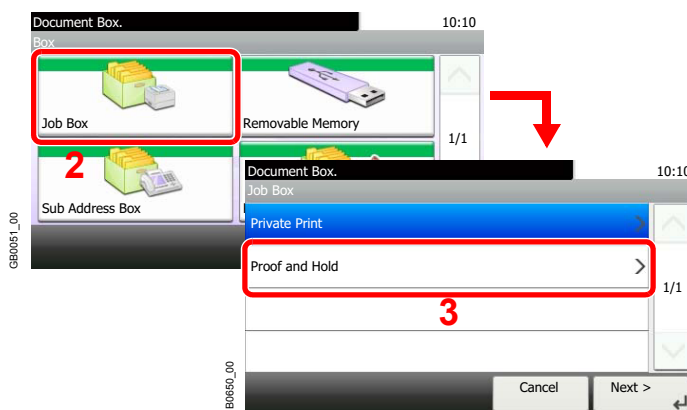 Document Box. 10:10
Box
Job Box
Removable Memory
1/1
2
Sub Address Box
GB0051_00
Document Box. 10:10
Job Box
Private Print
Proof and Hold
1/1
3
B0650_00
Cancel
Next >